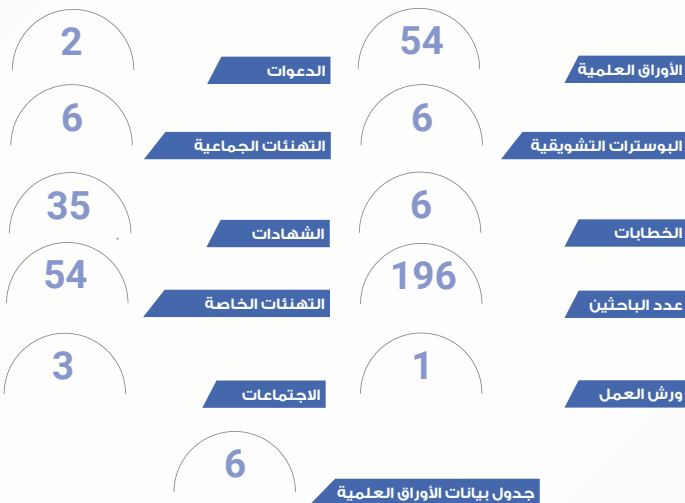 54
الأوراق العلمية
2
الدعوات
6
البوسترات التشويقية
6
التهنئات الجماعية
6
الخطابات
35
الشهادات
196
عدد الباحثين
54
التهنئات الخاصة
1
ورش العمل
3
الاجتماعات
6
جدول بيانات الأوراق العلمية